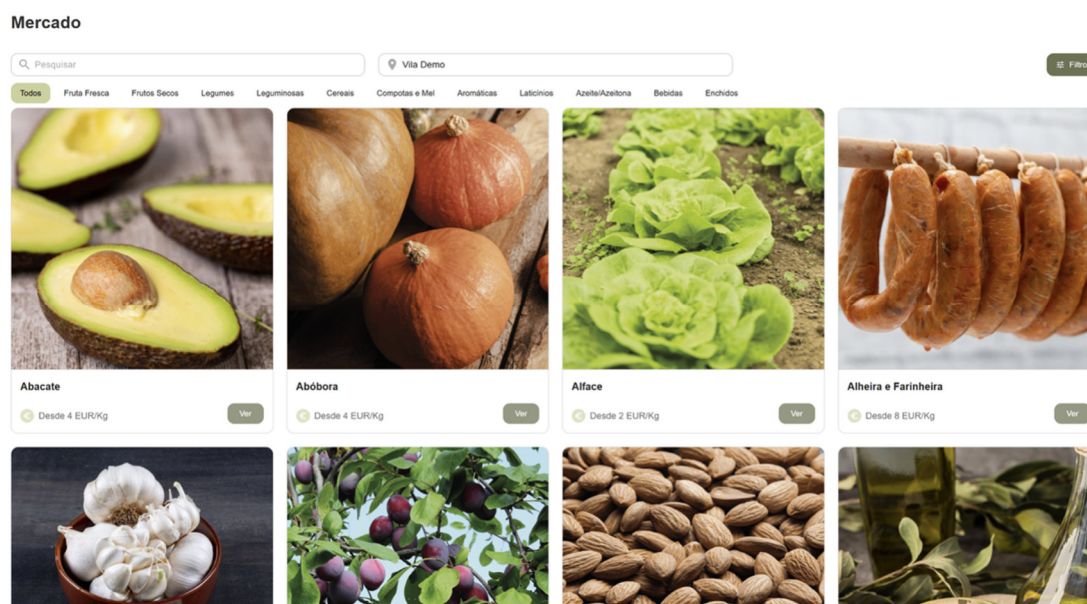 Mercado
Pesquisar
Vila Demo
Todos Fruta Fresca Frutos Secos Legumes Leguminosas Cereais Compotas e Mel Aromáticas Laticínios Azeite/Azeitona Bebidas Enchidos
Abacate
Desde 4 EUR/Kg
Ver
Abóbora
Desde 4 EUR/Kg
Ver
Alface
Desde 2 EUR/Kg
Ver
Alheira e Farinheira
Desde 8 EUR/Kg
Ver